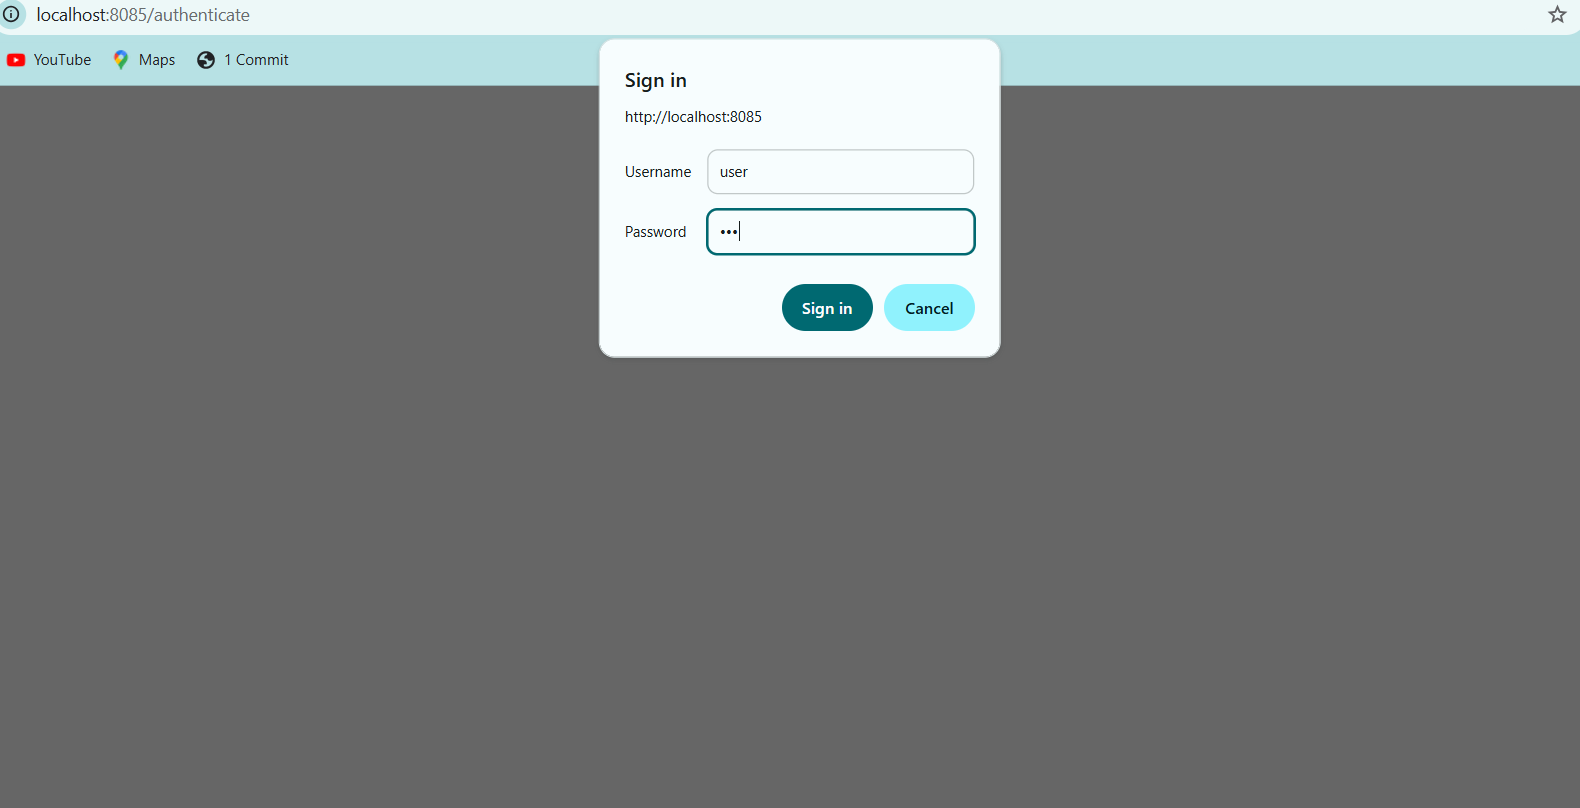 localhost:8085/authenticate
YouTube Maps 1 Commit
Sign in
http://localhost:8085
Username user
Password •••
Sign in Cancel